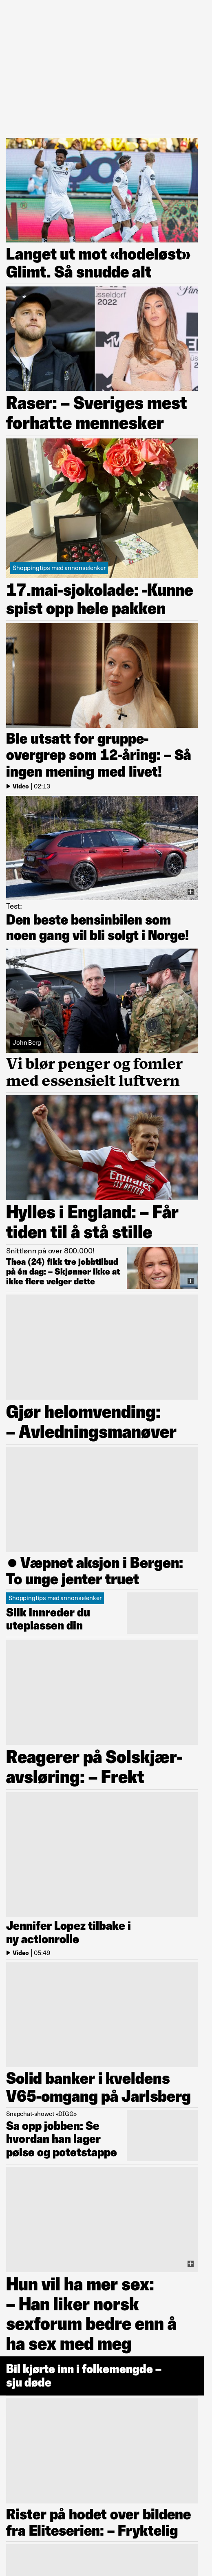 Langet ut mot «hodeløst»
Glimt. Så snudde alt
usseldorf
2022
Raser: – Sveriges mest
forhatte mennesker
Shoppingtips med annonselenker
17.mai-sjokolade: -Kunne
spist opp hele pakken
Ble utsatt for gruppe-
overgrep som 12-åring: – Så
ingen mening med livet!
Video | 02:13
Test:
Den beste bensinbilen som
noen gang vil bli solgt i Norge!
John Berg
Vi blør penger og fomler
med essensielt luftvern
Emirates
Hylles i England: – Får
tiden til å stå stille
Snittlønn på over 800.000!
Thea (24) fikk tre jobbtilbud
på én dag: – Skjønner ikke at
ikke flere velger dette
Gjør helomvending:
– Avledningsmanøver
● Væpnet aksjon i Bergen:
To unge jenter truet
Shoppingtips med annonselenker
Slik innreder du
uteplassen din
Reagerer på Solskjær-
avsløring: – Frekt
Jennifer Lopez tilbake i
ny actionrolle
Video | 05:49
Solid banker i kveldens
V65-omgang på Jarlsberg
Snapchat-showet «DIGG»
Sa opp jobben: Se
hvordan han lager
pølse og potetstappe
Hun vil ha mer sex:
– Han liker norsk
sexforum bedre enn å
ha sex med meg
Bil kjørte inn i folkemengde –
sju døde
Rister på hodet over bildene
fra Eliteserien: – Fryktelig